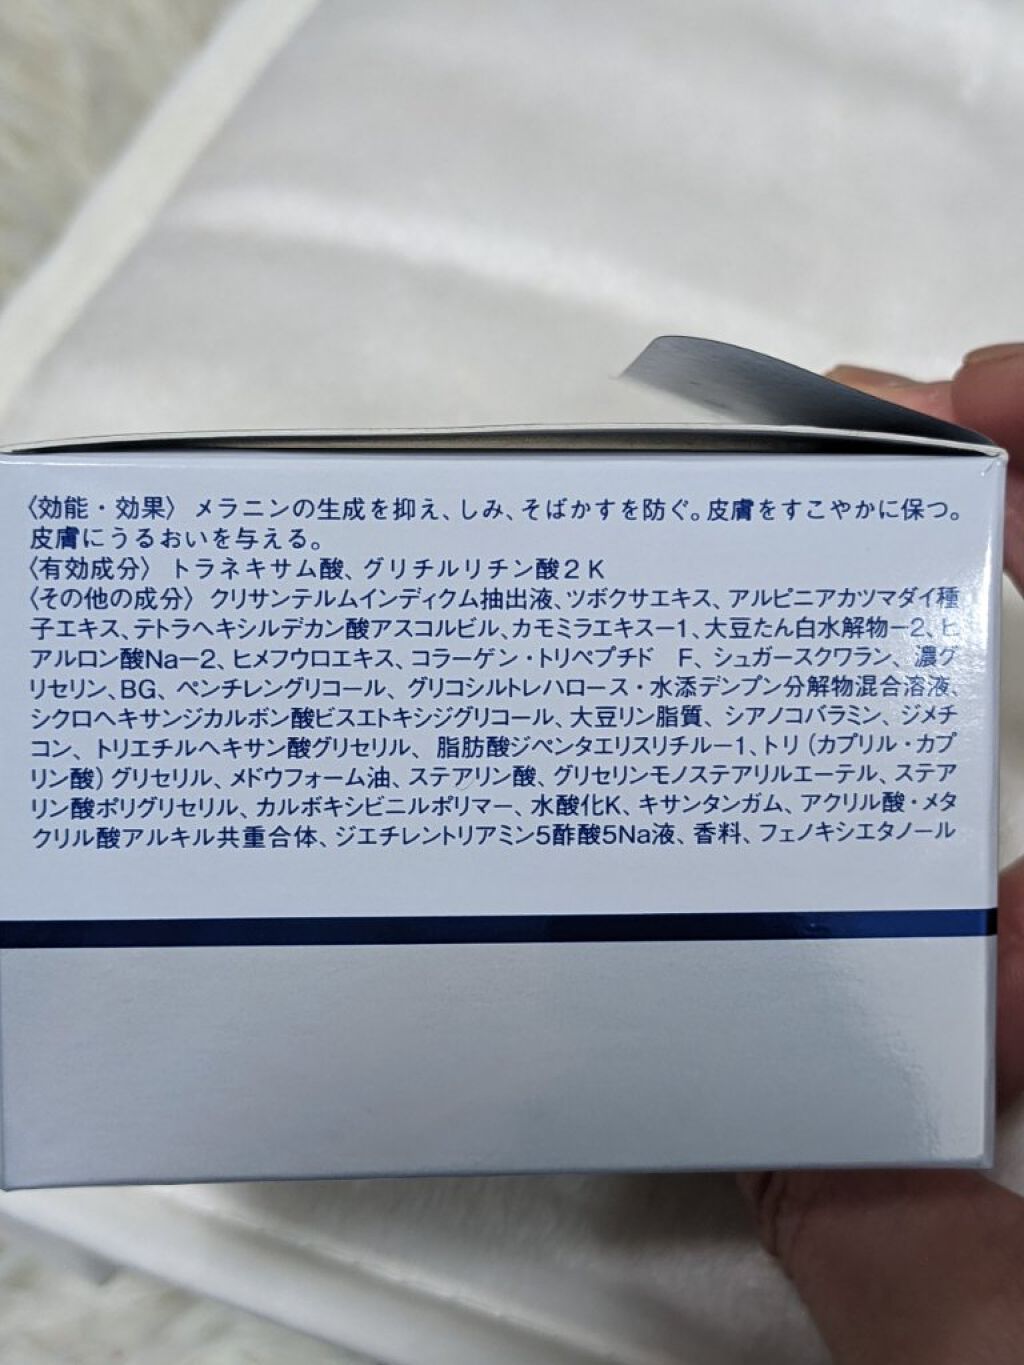 〈効能・効果〉 メラニンの生成を抑え、しみ、そばかすを防ぐ。皮膚をすこやかに保つ。
皮膚にうるおいを与える。
〈有効成分〉 トラネキサム酸、グリチルリチン酸2K
〈その他の成分〉 クリサンテルムインディクム抽出液、ツボクサエキス、アルピニアカツマダイ種
子エキス、テトラヘキシルデカン酸アスコルビル、カモミラエキスー1、大豆たん白水解物ー2、ヒ
アルロン酸Naー2、ヒメフウロエキス、コラーゲン・トリペプチド F、シュガースクワラン、濃グ
リセリン、BG、ペンチレングリコール、グリコシルトレハロース・水添デンプン分解物混合溶液、
シクロヘキサンジカルボン酸ビスエトキシジグリコール、大豆リン脂質、シアノコバラミン、ジメチ
コン、トリエチルヘキサン酸グリセリル、脂肪酸ジペンタエリスリチルー1、トリ（カプリル・カプ
リン酸）グリセリル、メドウフォーム油、ステアリン酸、グリセリンモノステアリルエーテル、ステア
リン酸ポリグリセリル、カルボキシビニルポリマー、水酸化K、キサンタンガム、アクリル酸・メタ
クリル酸アルキル共重合体、ジエチレントリアミン5酢酸5Na液、香料、フェノキシエタノール